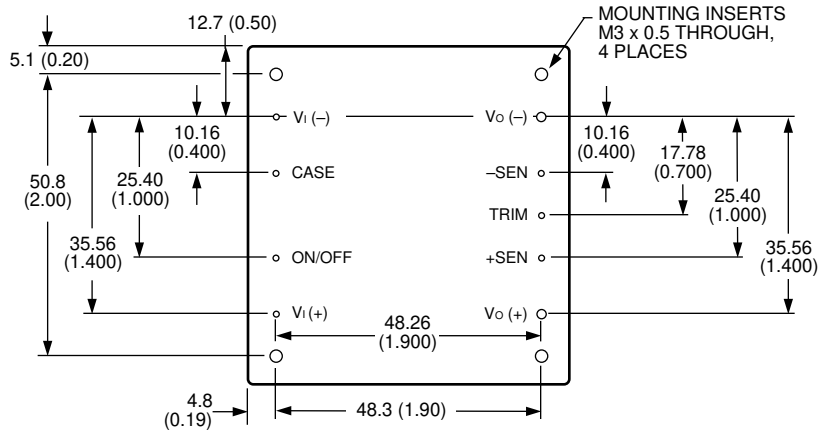 12.7 (0.50)
5.1 (0.20)
MOUNTING INSERTS
M3 x 0.5 THROUGH,
4 PLACES
VI (–)
VO (–)
10.16
(0.400)
CASE
–SEN
10.16
(0.400)
17.78
(0.700)
50.8
(2.00)
25.40
(1.000)
TRIM
25.40
(1.000)
35.56
(1.400)
ON/OFF
+SEN
35.56
(1.400)
VI (+)
VO (+)
48.26
(1.900)
4.8
(0.19)
48.3 (1.90)